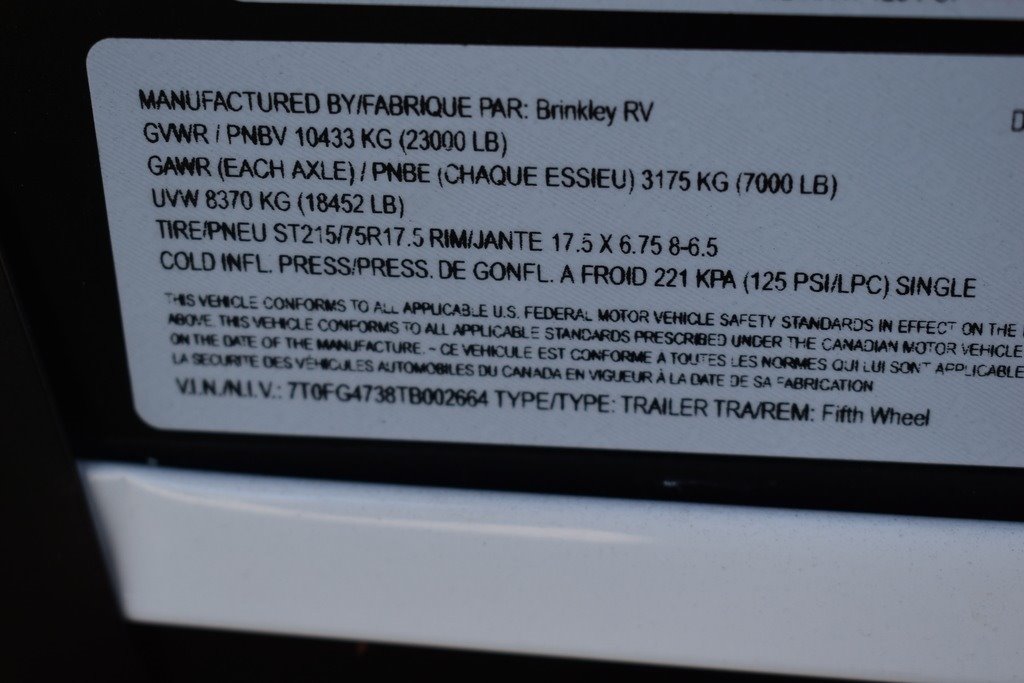 MANUFACTURED BY/FABRIQUE PAR: Brinkley RV
GVWR / PNBV 10433 KG (23000 LB)
GAWR (EACH AXLE) / PNBE (CHAQUE ESSIEU) 3175 KG (7000 LB)
UVW 8370 KG (18452 LB)
TIRE/PNEU ST215/75R17.5 RIM/JANTE 17.5 X 6.75 8-6.5
COLD INFL. PRESS/PRESS. DE GONFL. A FROID 221 KPA (125 PSI/LPC) SINGLE
THIS VEHICLE CONFORMS TO ALL APPLICABLE U.S. FEDERAL MOTOR VEHICLE SAFETY STANDARDS IN EFFECT ON THE
ABOVE. THIS VEHICLE CONFORMS TO ALL APPLICABLE STANDARDS PRESCRIBED UNDER THE CANADIAN MOTOR VEHICLE
ON THE DATE OF THE MANUFACTURE. - CE VEHICULE EST CONFORME A TOUTES LES NORMES QUI LUI SONT APPLICABLE
LA SECURITE DES VÉHICULES AUTOMOBILES DU CANADA EN VIGUEUR À LA DATE DE SA FABRICATION
V.I.N./N.I.V.: 7T0FG4738TB002664 TYPE/TYPE: TRAILER TRA/REM: Fifth Wheel